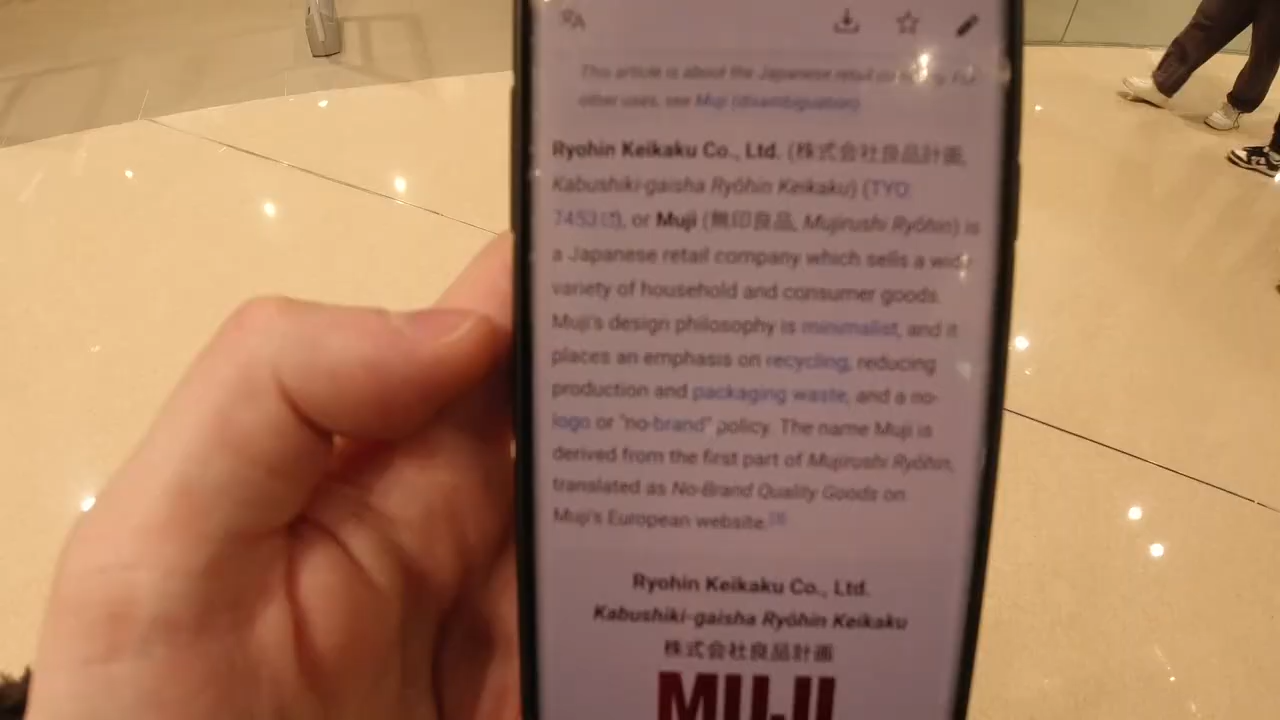 This article is about the Japanese retail company. For
other uses, see Muji (disambiguation).
Ryohin Keikaku Co., Ltd. (株式会社良品計画,
Kabushiki-gaisha Ryōhin Keikaku) (TYO:
7453), or Muji (無印良品, Mujirushi Ryōhin) is
a Japanese retail company which sells a wide
variety of household and consumer goods.
Muji's design philosophy is minimalist, and it
places an emphasis on recycling, reducing
production and packaging waste, and a no-
logo or "no-brand" policy. The name Muji is
derived from the first part of Mujirushi Ryōhin,
translated as No-Brand Quality Goods on
Muji's European website.
Ryohin Keikaku Co., Ltd.
Kabushiki-gaisha Ryōhin Keikaku
株式会社良品計画
MUJI